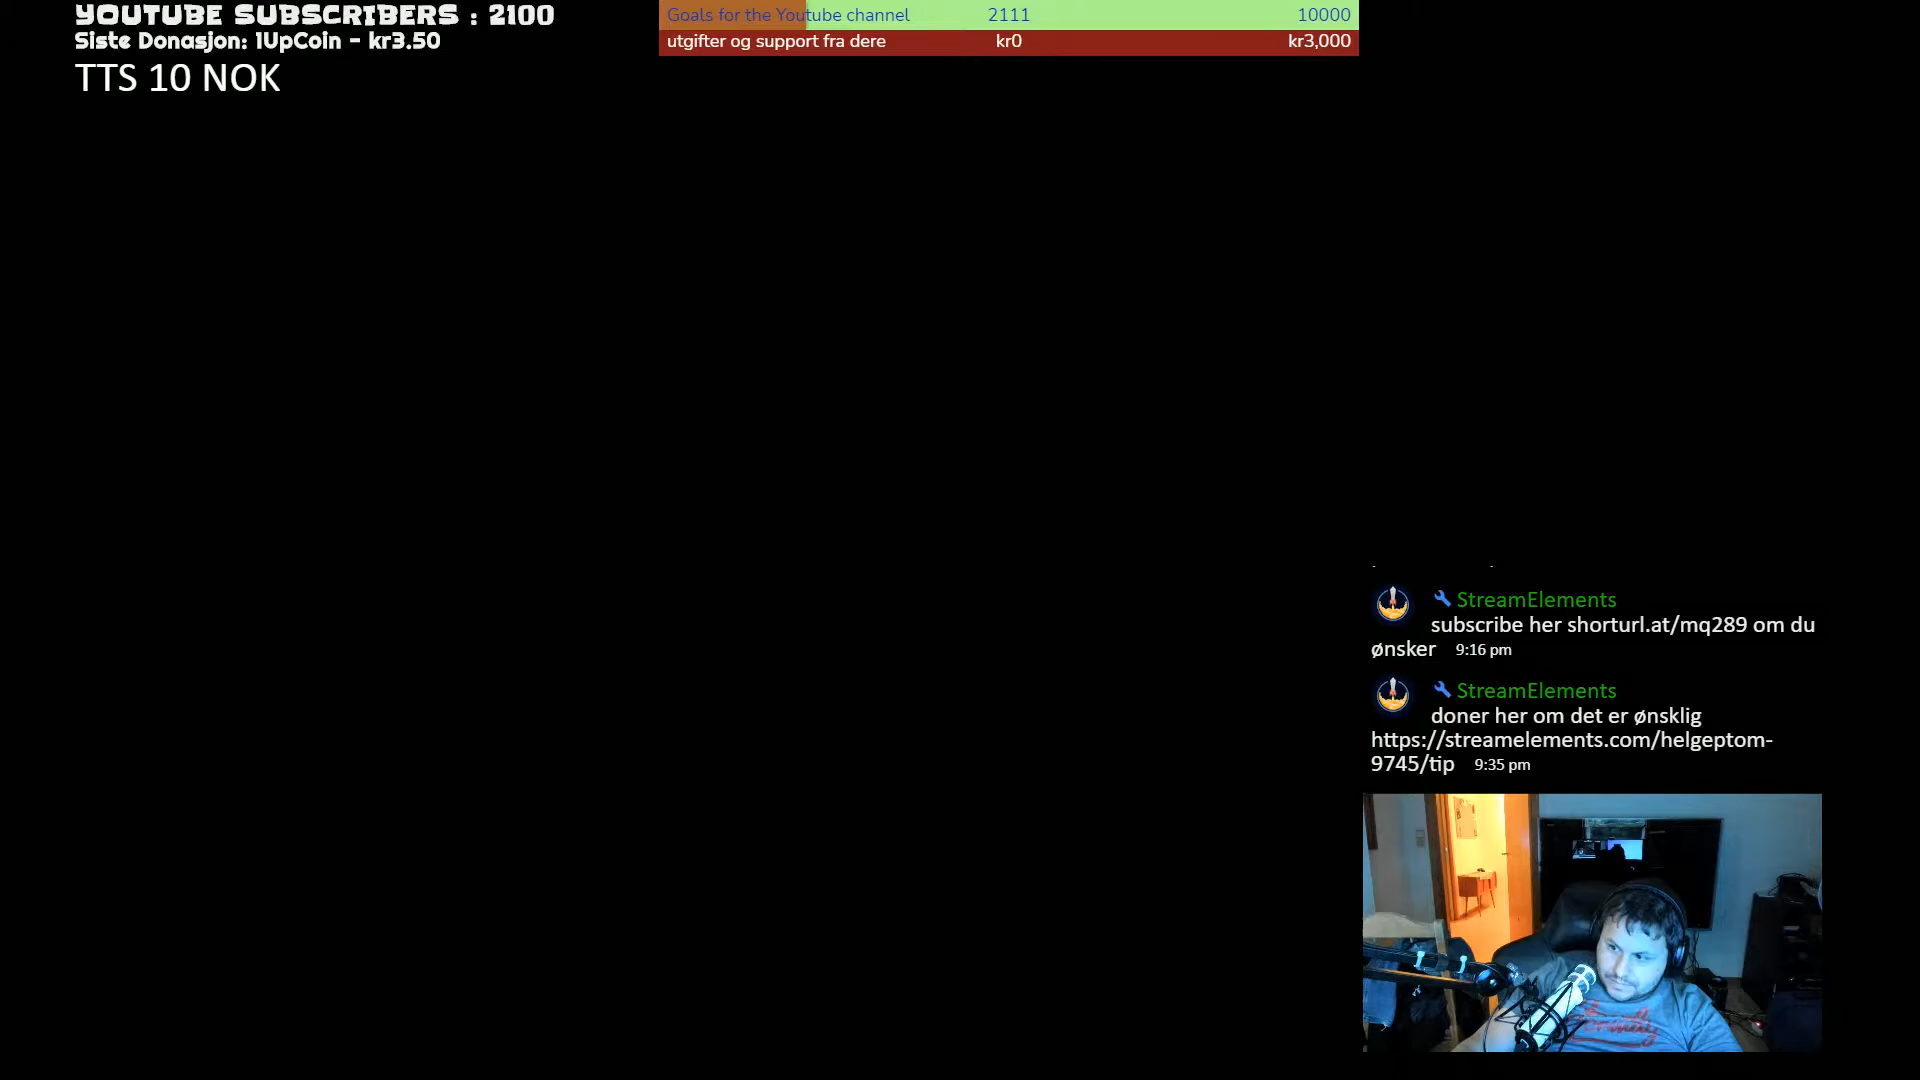 YOUTUBE SUBSCRIBERS : 2100
Siste Donasjon: 1UpCoin - kr3.50
TTS 10 NOK
Goals for the Youtube channel 2111 10000
utgifter og support fra dere kr0 kr3,000
StreamElements
subscribe her shorturl.at/mq289 om du
ønsker 9:16 pm
StreamElements
doner her om det er ønsklig
https://streamelements.com/helgeptom-
9745/tip 9:35 pm